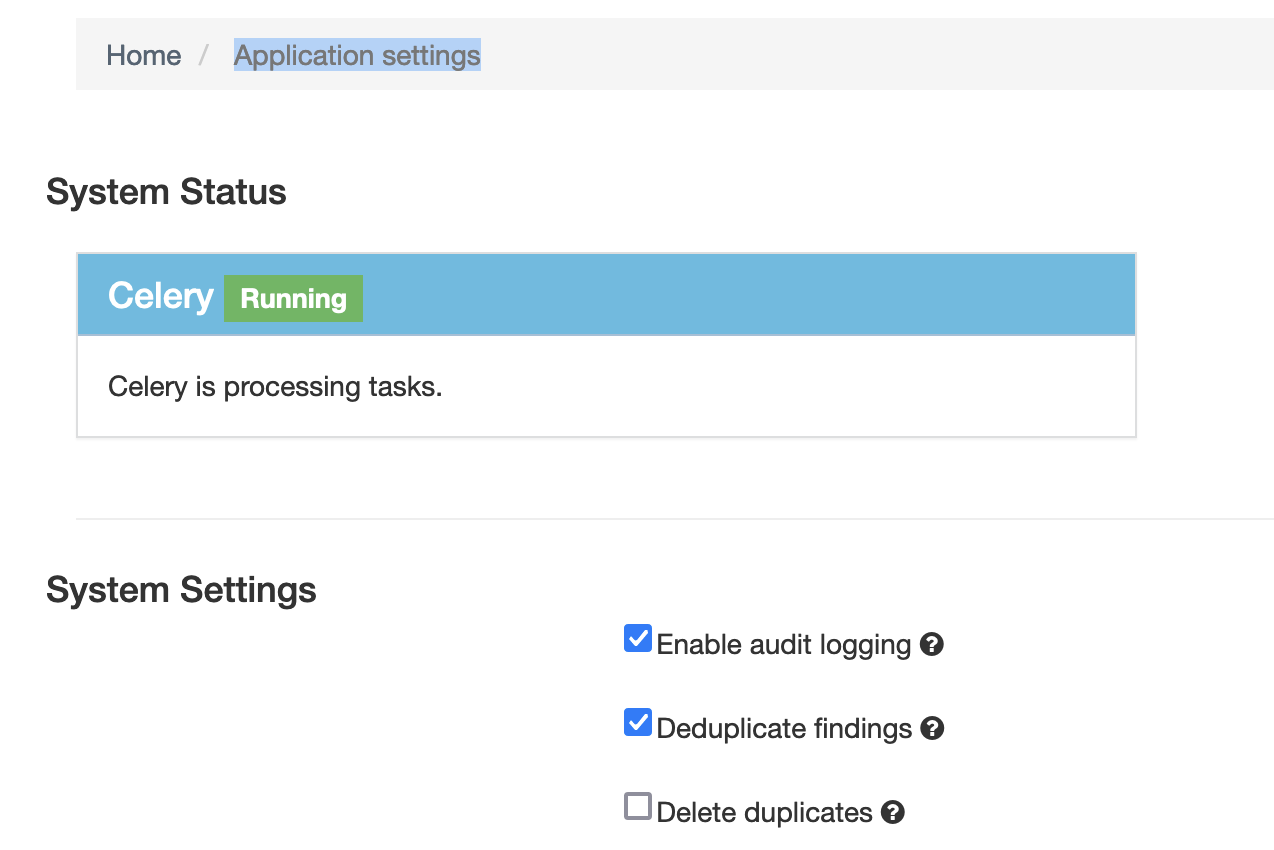 Home / Application settings
System Status
Celery Running
Celery is processing tasks.
System Settings
Enable audit logging ?
Deduplicate findings ?
Delete duplicates ?